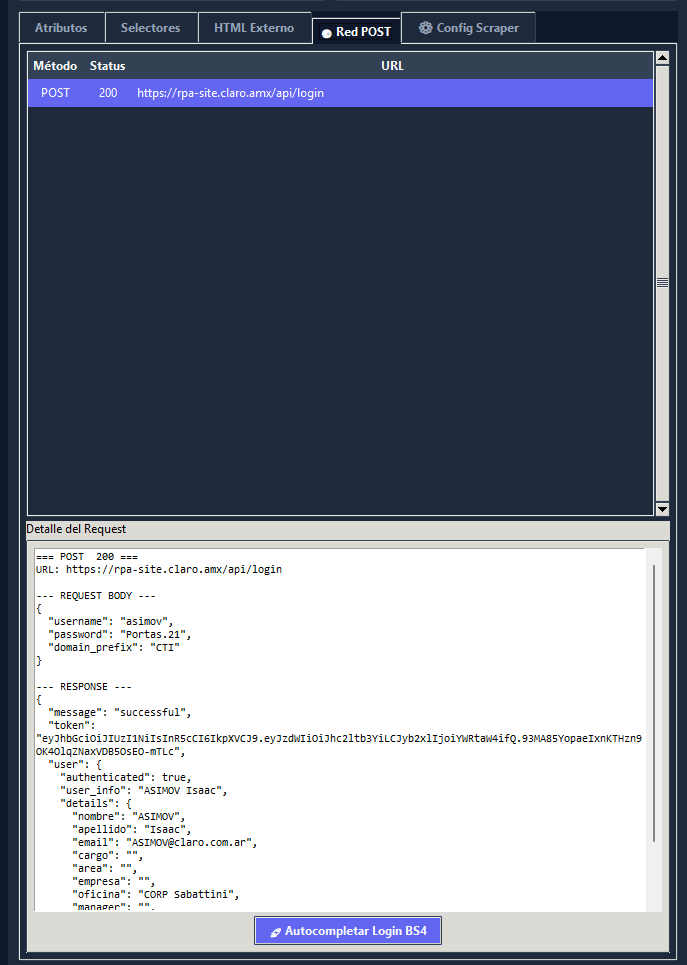 Atributos Selectores HTML Externo Red POST Config Scraper
Método Status URL
POST 200 https://rpa-site.claro.amx/api/login
Detalle del Request
=== POST  200 ===
URL: https://rpa-site.claro.amx/api/login
--- REQUEST BODY ---
{
  "username": "asimov",
  "password": "Portas.21",
  "domain_prefix": "CTI"
}
--- RESPONSE ---
{
  "message": "successful",
  "token":
"eyJhbGciOiJIUzI1NiIsInR5cCI6IkpXVCJ9.eyJzdWIiOiJhc2ltb3YiLCJyb2xlIjoiYWRtaW4ifQ.93MA85YopaeIxnKTHzn9
OK4OlqZNaxVDB5OsEO-mTLc",
  "user": {
    "authenticated": true,
    "user_info": "ASIMOV Isaac",
    "details": {
      "nombre": "ASIMOV",
      "apellido": "Isaac",
      "email": "ASIMOV@claro.com.ar",
      "cargo": "",
      "area": "",
      "empresa": "",
      "oficina": "CORP Sabattini",
      "manager": "",
Autocompletar Login BS4